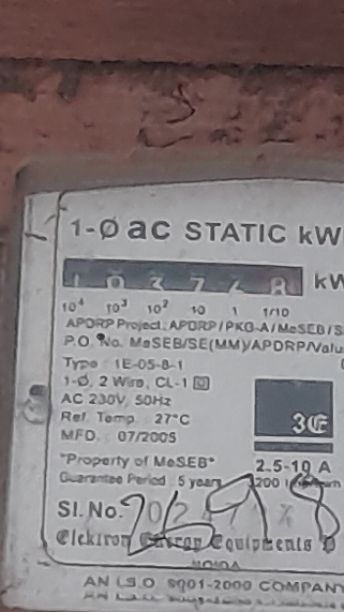 1-Ø ac STATIC kW
kW
10⁴ 10³ 10² 10 1 1/10
APDRP Project: APDRP/PKG-A/MeSEB/S
P.O. No. MeSEB/SE(MM)/APDRP/Valu
Type : 1E-05-8-1
1-Ø, 2 Wire, CL-1
AC 230V, 50Hz
Ref. Temp. : 27°C
MFD. : 07/2005
3G
"Property of MeSEB"
2.5-10 A
Guarantee Period : 5 years
Sl. No.
Elektron Energy Equipments
NOIDA
AN I.S.O. 9001-2000 COMPANY